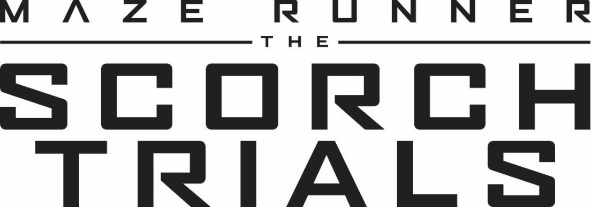 MAZE RUNNER
THE
SCORCH
TRIALS